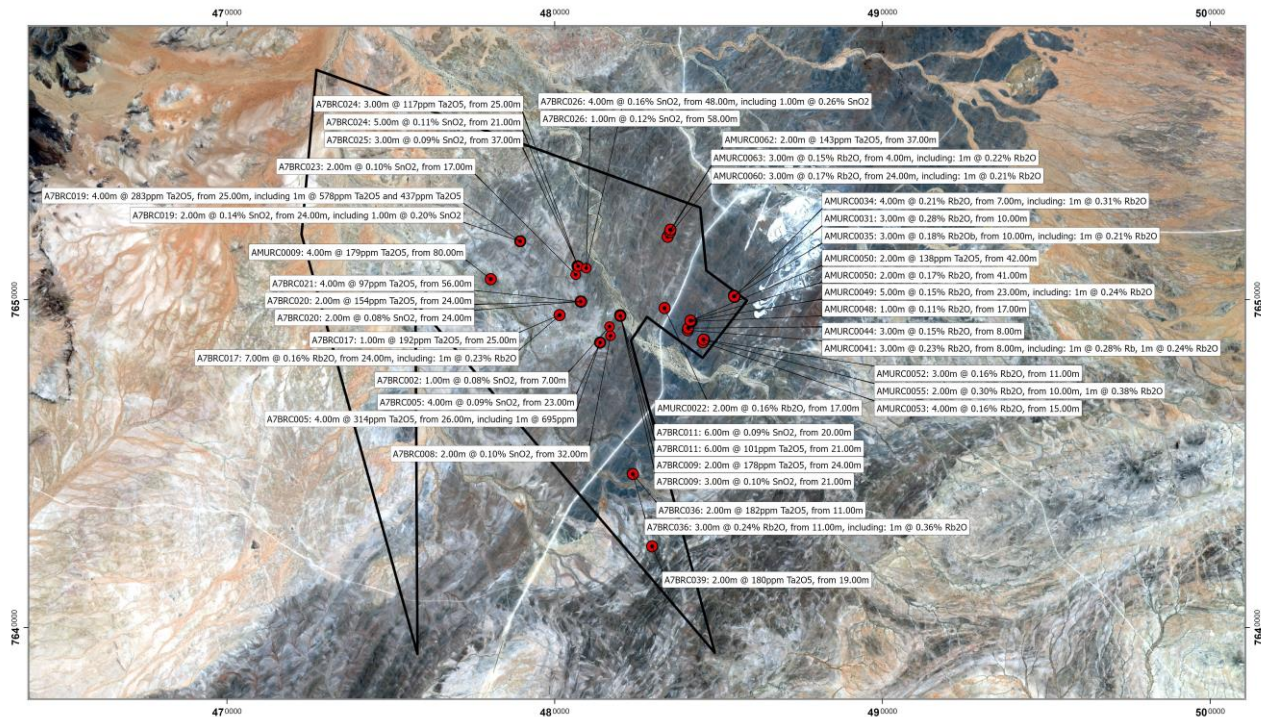 47⁰⁰⁰⁰ 48⁰⁰⁰⁰ 49⁰⁰⁰⁰ 50⁰⁰⁰⁰
A7BRC024: 3.00m @ 117ppm Ta2O5, from 25.00m
A7BRC024: 5.00m @ 0.11% SnO2, from 21.00m
A7BRC025: 3.00m @ 0.09% SnO2, from 37.00m
A7BRC023: 2.00m @ 0.10% SnO2, from 17.00m
A7BRC019: 4.00m @ 283ppm Ta2O5, from 25.00m, including 1m @ 578ppm Ta2O5 and 437ppm Ta2O5
A7BRC019: 2.00m @ 0.14% SnO2, from 24.00m, including 1.00m @ 0.20% SnO2
AMURC0009: 4.00m @ 179ppm Ta2O5, from 80.00m
A7BRC021: 4.00m @ 97ppm Ta2O5, from 56.00m
A7BRC020: 2.00m @ 154ppm Ta2O5, from 24.00m
A7BRC020: 2.00m @ 0.08% SnO2, from 24.00m
A7BRC017: 1.00m @ 192ppm Ta2O5, from 25.00m
A7BRC017: 7.00m @ 0.16% Rb2O, from 24.00m, including: 1m @ 0.23% Rb2O
A7BRC002: 1.00m @ 0.08% SnO2, from 7.00m
A7BRC005: 4.00m @ 0.09% SnO2, from 23.00m
A7BRC005: 4.00m @ 314ppm Ta2O5, from 26.00m, including 1m @ 695ppm
A7BRC008: 2.00m @ 0.10% SnO2, from 32.00m
A7BRC026: 4.00m @ 0.16% SnO2, from 48.00m, including 1.00m @ 0.26% SnO2
A7BRC026: 1.00m @ 0.12% SnO2, from 58.00m
AMURC0062: 2.00m @ 143ppm Ta2O5, from 37.00m
AMURC0063: 3.00m @ 0.15% Rb2O, from 4.00m, including: 1m @ 0.22% Rb2O
AMURC0060: 3.00m @ 0.17% Rb2O, from 24.00m, including: 1m @ 0.21% Rb2O
AMURC0034: 4.00m @ 0.21% Rb2O, from 7.00m, including: 1m @ 0.31% Rb2O
AMURC0031: 3.00m @ 0.28% Rb2O, from 10.00m
AMURC0035: 3.00m @ 0.18% Rb2Ob, from 10.00m, including: 1m @ 0.21% Rb2O
AMURC0050: 2.00m @ 138ppm Ta2O5, from 42.00m
AMURC0050: 2.00m @ 0.17% Rb2O, from 41.00m
AMURC0049: 5.00m @ 0.15% Rb2O, from 23.00m, including: 1m @ 0.24% Rb2O
AMURC0048: 1.00m @ 0.11% Rb2O, from 17.00m
AMURC0044: 3.00m @ 0.15% Rb2O, from 8.00m
AMURC0041: 3.00m @ 0.23% Rb2O, from 8.00m, including: 1m @ 0.28% Rb, 1m @ 0.24% Rb2O
AMURC0052: 3.00m @ 0.16% Rb2O, from 11.00m
AMURC0055: 2.00m @ 0.30% Rb2O, from 10.00m, 1m @ 0.38% Rb2O
AMURC0053: 4.00m @ 0.16% Rb2O, from 15.00m
AMURC0022: 2.00m @ 0.16% Rb2O, from 17.00m
A7BRC011: 6.00m @ 0.09% SnO2, from 20.00m
A7BRC011: 6.00m @ 101ppm Ta2O5, from 21.00m
A7BRC009: 2.00m @ 178ppm Ta2O5, from 24.00m
A7BRC009: 3.00m @ 0.10% SnO2, from 21.00m
A7BRC036: 2.00m @ 182ppm Ta2O5, from 11.00m
A7BRC036: 3.00m @ 0.24% Rb2O, from 11.00m, including: 1m @ 0.36% Rb2O
A7BRC039: 2.00m @ 180ppm Ta2O5, from 19.00m
765⁰⁰⁰⁰ 765⁰⁰⁰⁰
764⁰⁰⁰⁰ 764⁰⁰⁰⁰
47⁰⁰⁰⁰ 48⁰⁰⁰⁰ 49⁰⁰⁰⁰ 50⁰⁰⁰⁰